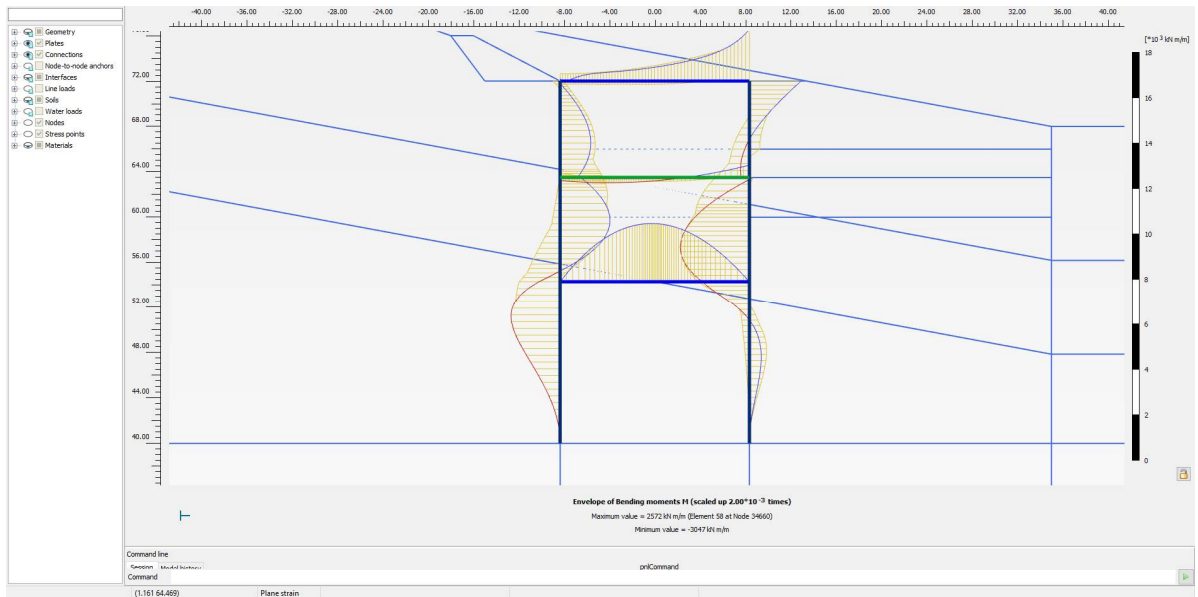 -40.00 -36.00 -32.00 -28.00 -24.00 -20.00 -16.00 -12.00 -8.00 -4.00 0.00 4.00 8.00 12.00 16.00 20.00 24.00 28.00 32.00 36.00 40.00
Geometry
Plates
Connections
Node-to-node anchors
Interfaces
Line loads
Soils
Water loads
Nodes
Stress points
Materials
72.00
68.00
64.00
60.00
56.00
52.00
48.00
44.00
40.00
[*10 3 kN m/m]
18
16
14
12
10
8
6
4
2
0
Envelope of Bending moments M (scaled up 2.00*10 -3 times)
Maximum value = 2572 kN m/m (Element 58 at Node 34660)
Minimum value = -3047 kN m/m
Command line
Session Model history
pnlCommand
Command
(1.161 64.469) Plane strain